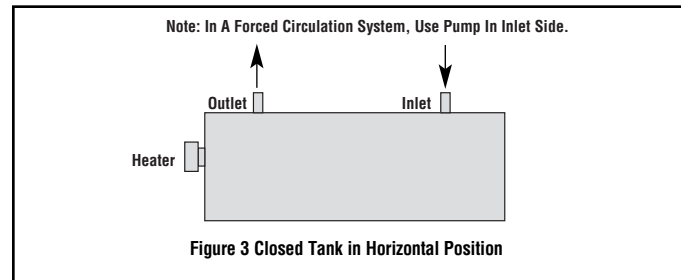 Note: In A Forced Circulation System, Use Pump In Inlet Side.
Outlet
Inlet
Heater
Figure 3 Closed Tank in Horizontal Position